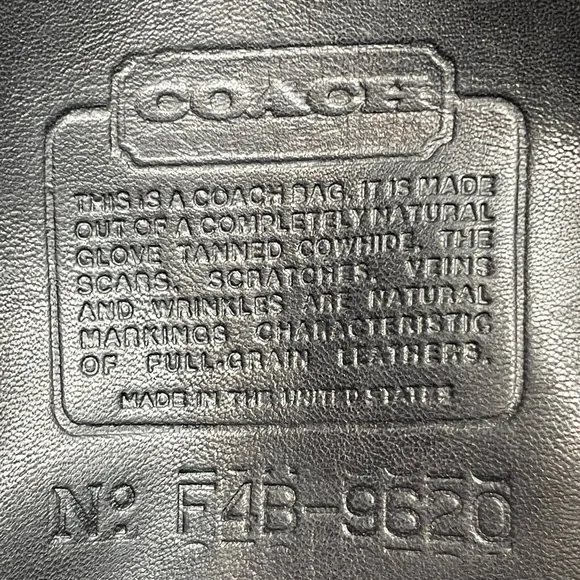 COACH
THIS IS A COACH BAG. IT IS MADE
OUT OF A COMPLETELY NATURAL
GLOVE TANNED COWHIDE. THE
SCARS, SCRATCHES, VEINS
AND WRINKLES ARE NATURAL
MARKINGS CHARACTERISTIC
OF FULL-GRAIN LEATHERS.
MADE IN THE UNITED STATES
No F4B-9620